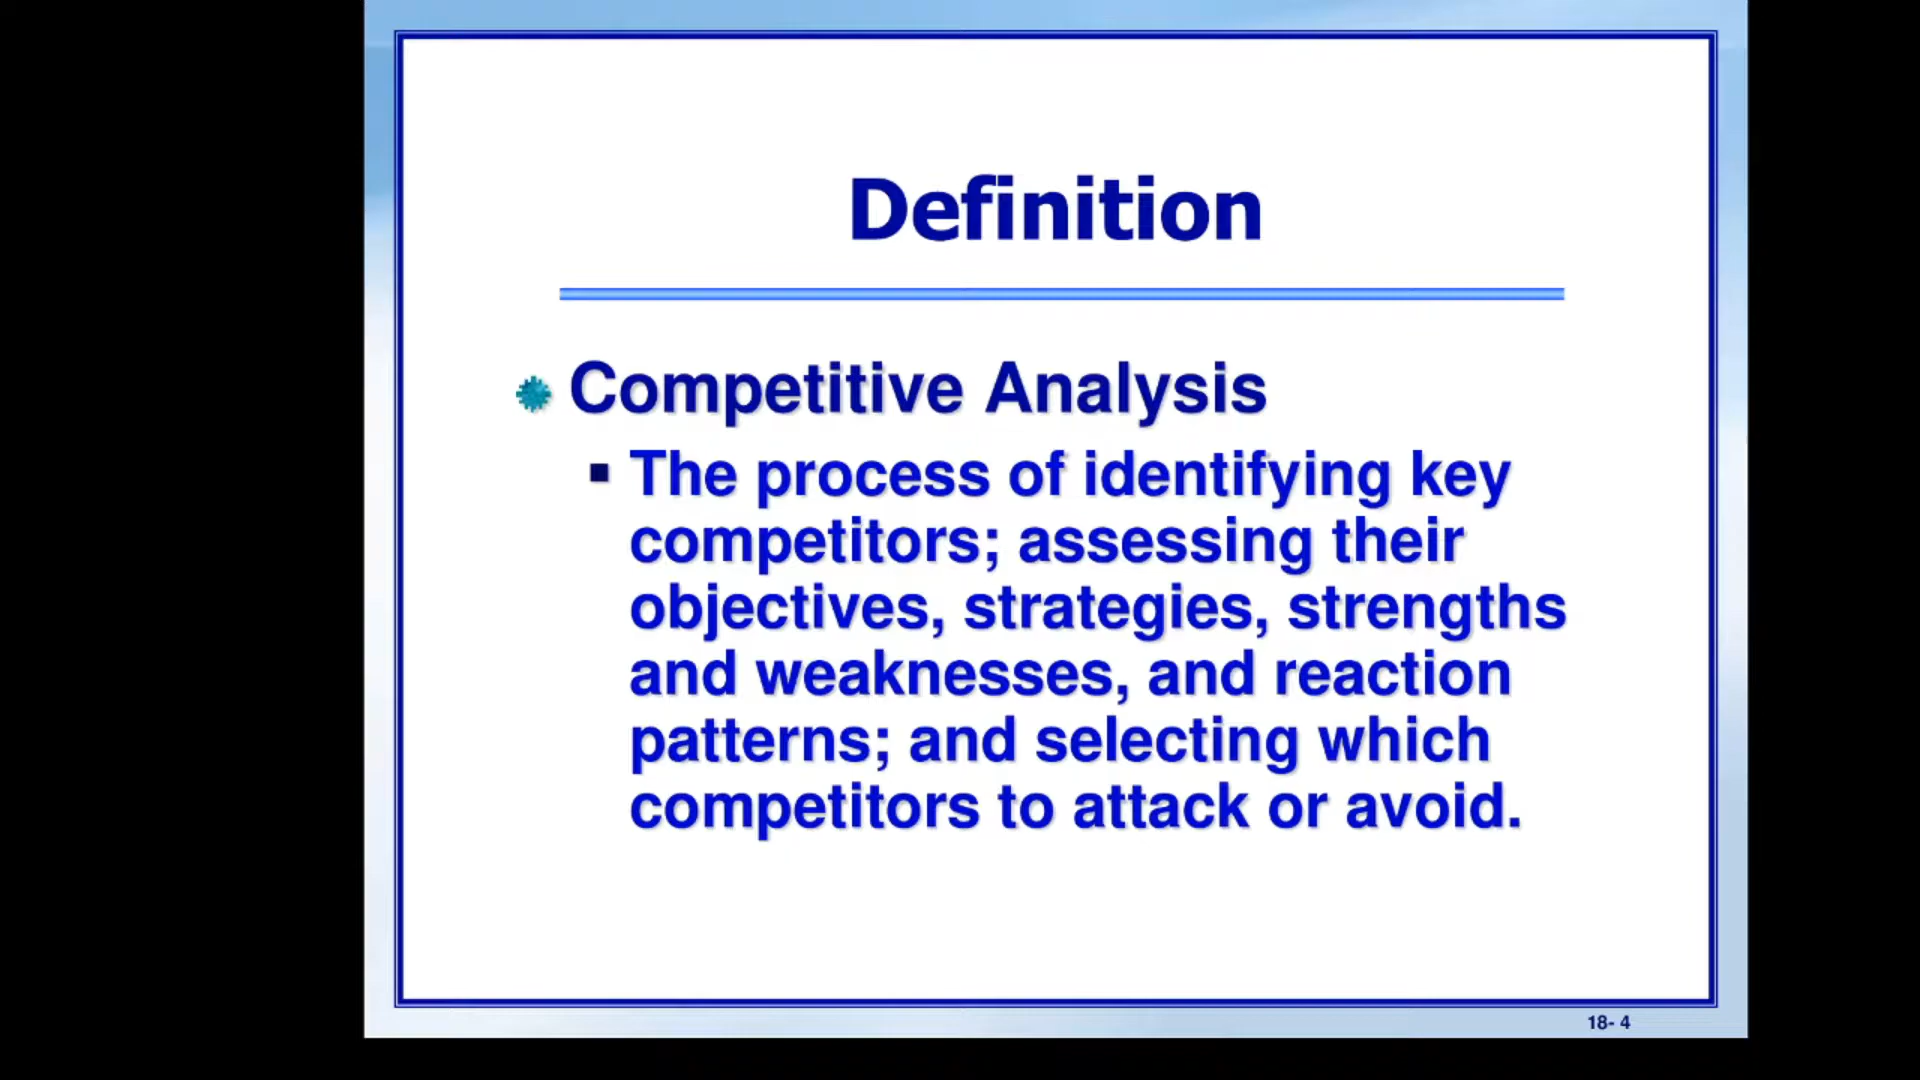 Definition
Competitive Analysis
The process of identifying key
competitors; assessing their
objectives, strategies, strengths
and weaknesses, and reaction
patterns; and selecting which
competitors to attack or avoid.
18- 4